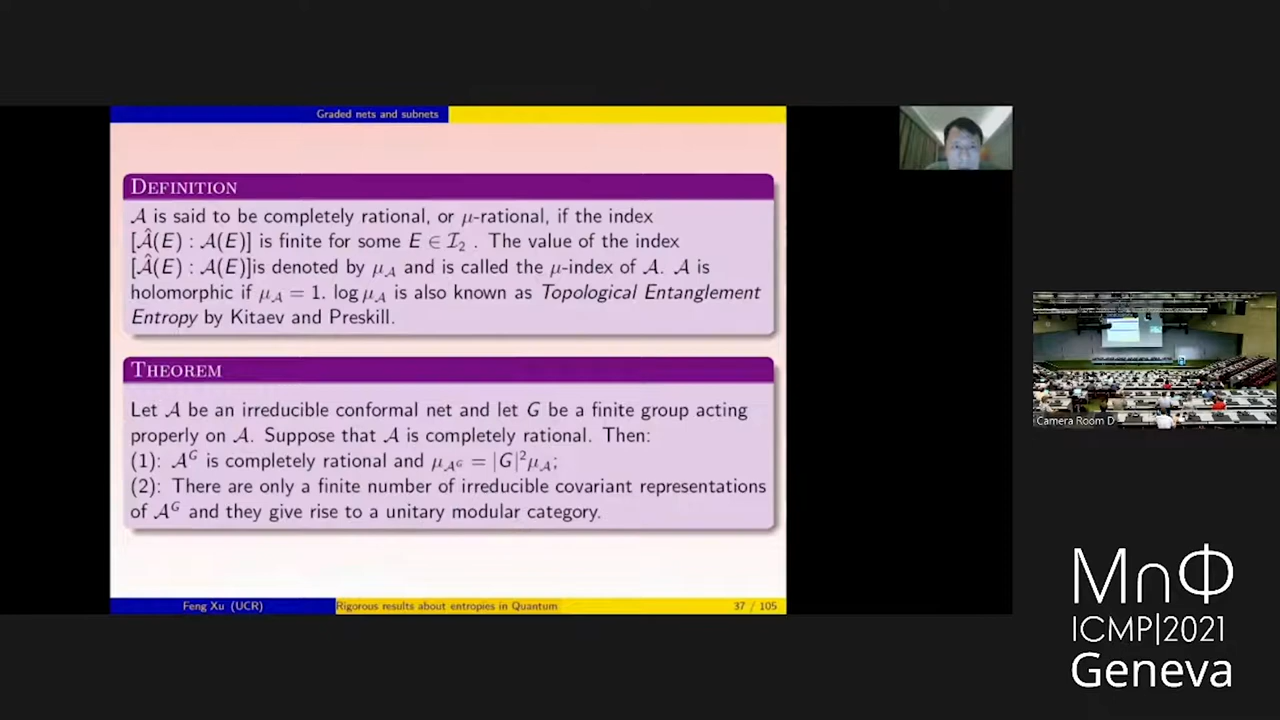 Graded nets and subnets
DEFINITION
𝒜 is said to be completely rational, or μ-rational, if the index
[𝒜̂(E) : 𝒜(E)] is finite for some E ∈ ℐ₂ . The value of the index
[𝒜̂(E) : 𝒜(E)]is denoted by μ_𝒜 and is called the μ-index of 𝒜. 𝒜 is
holomorphic if μ_𝒜 = 1. log μ_𝒜 is also known as Topological Entanglement
Entropy by Kitaev and Preskill.
THEOREM
Let 𝒜 be an irreducible conformal net and let G be a finite group acting
properly on 𝒜. Suppose that 𝒜 is completely rational. Then:
(1): 𝒜^G is completely rational and μ_{𝒜^G} = |G|²μ_𝒜;
(2): There are only a finite number of irreducible covariant representations
of 𝒜^G and they give rise to a unitary modular category.
Feng Xu (UCR)
Rigorous results about entropies in Quantum
37 / 105
Camera Room D
M∩Φ
ICMP|2021
Geneva